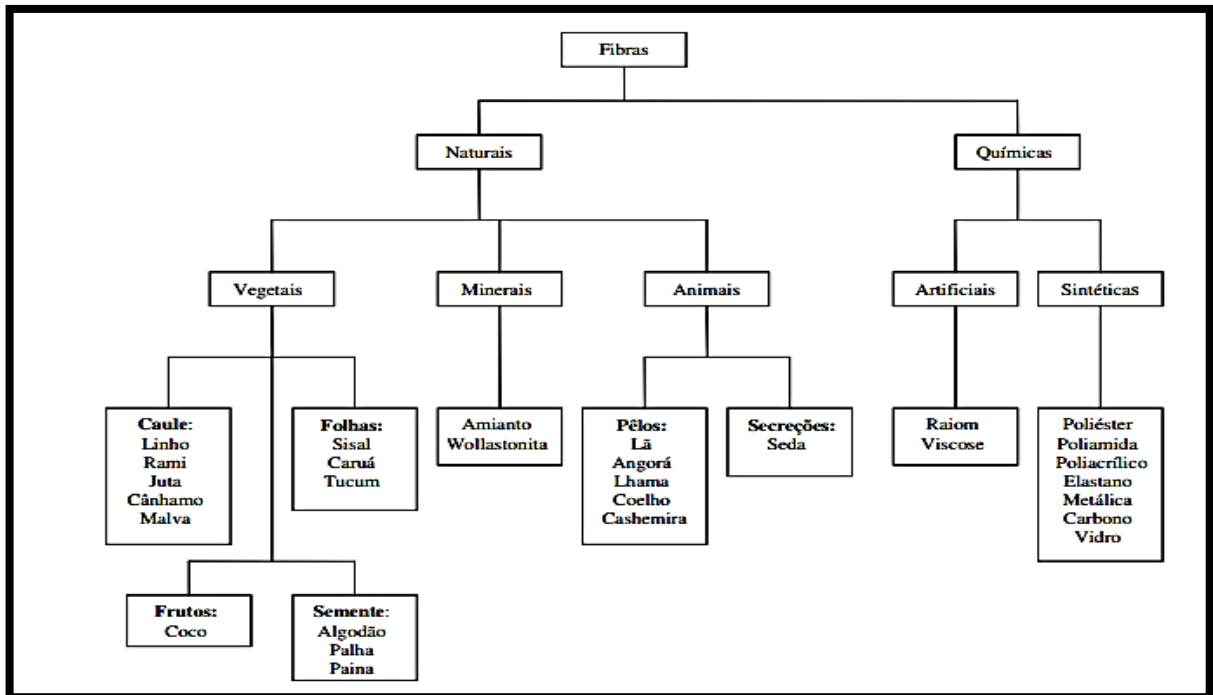 Fibras
Naturais
Químicas
Vegetais
Minerais
Animais
Artificiais
Sintéticas
Caule:
Linho
Rami
Juta
Cânhamo
Malva
Folhas:
Sisal
Caruá
Tucum
Amianto
Wollastonita
Pêlos:
Lã
Angorá
Lhama
Coelho
Cashemira
Secreções:
Seda
Raiom
Viscose
Poliéster
Poliamida
Poliacrílico
Elastano
Metálica
Carbono
Vidro
Frutos:
Coco
Semente:
Algodão
Palha
Paina